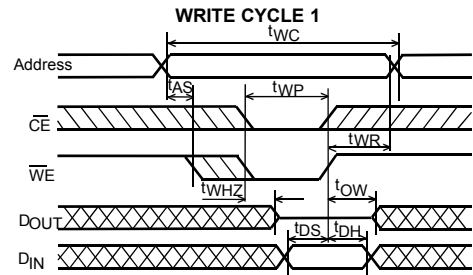 WRITE CYCLE 1
tWC
Address
tAS
tWP
CE
tWR
WE
tWHZ
tOW
DOUT
tDS
tDH
DIN